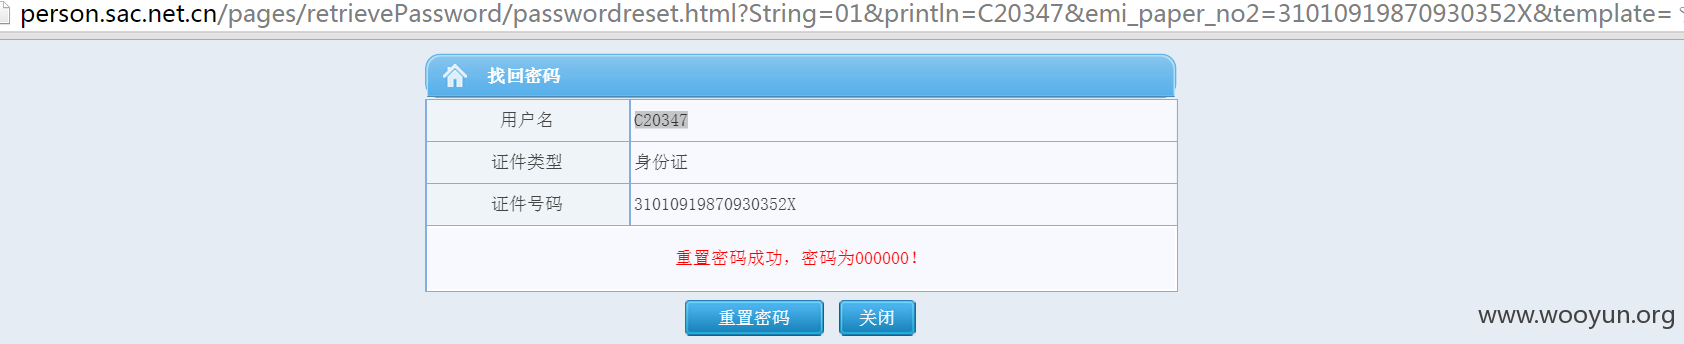 person.sac.net.cn/pages/retrievePassword/passwordreset.html?String=01&println=C20347&emi_paper_no2=31010919870930352X&template=
找回密码
用户名 C20347
证件类型 身份证
证件号码 31010919870930352X
重置密码成功，密码为000000！
重置密码 关闭
www.wooyun.org